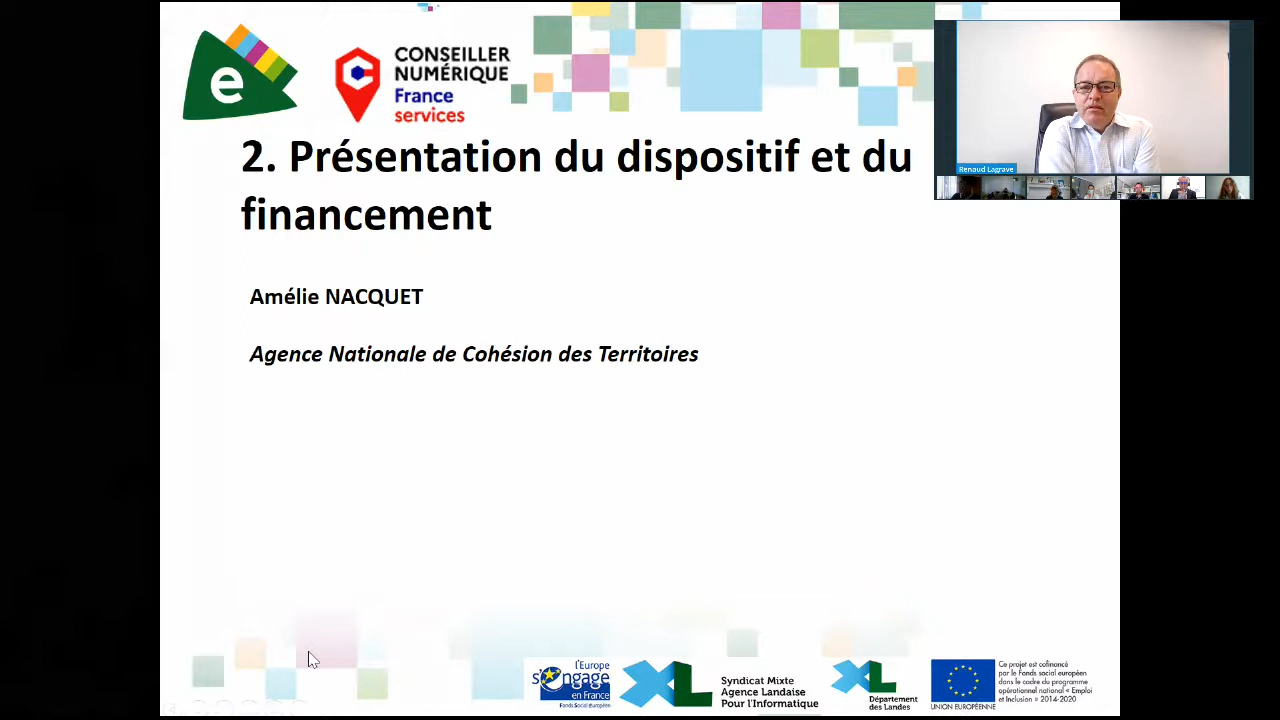 e
CONSEILLER
NUMÉRIQUE
France
services
2. Présentation du dispositif et du
financement
Renaud Lagrave
Amélie NACQUET
Agence Nationale de Cohésion des Territoires
l'Europe
s'engage
en France
Fonds Social Européen
XL
Syndicat Mixte
Agence Landaise
Pour l'Informatique
XL
Département
des Landes
UNION EUROPÉENNE
Ce projet est cofinancé
par le Fonds social européen
dans le cadre du programme
opérationnel national « Emploi
et Inclusion » 2014-2020